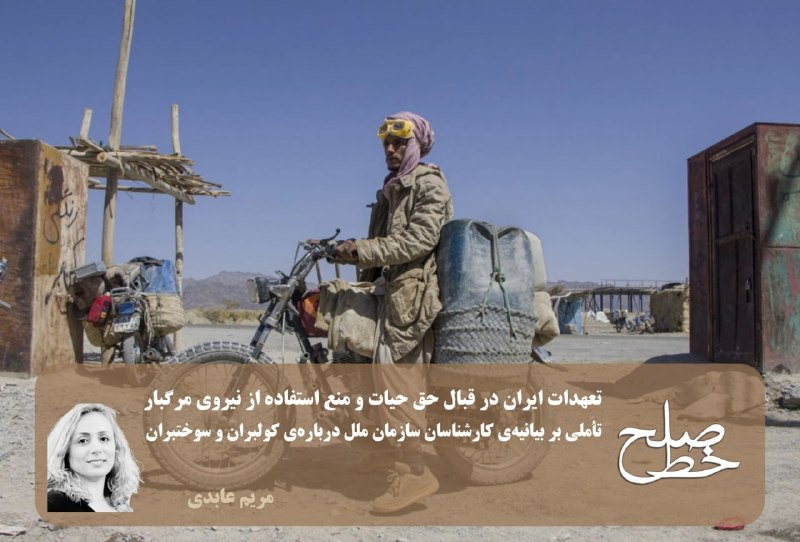 تعهدات ایران در قبال حق حیات و منع استفاده از نیروی مرگبار
تأملی بر بیانیه‌ی کارشناسان سازمان ملل درباره‌ی کولبران و سوختبران
مریم عابدی
خط صلح